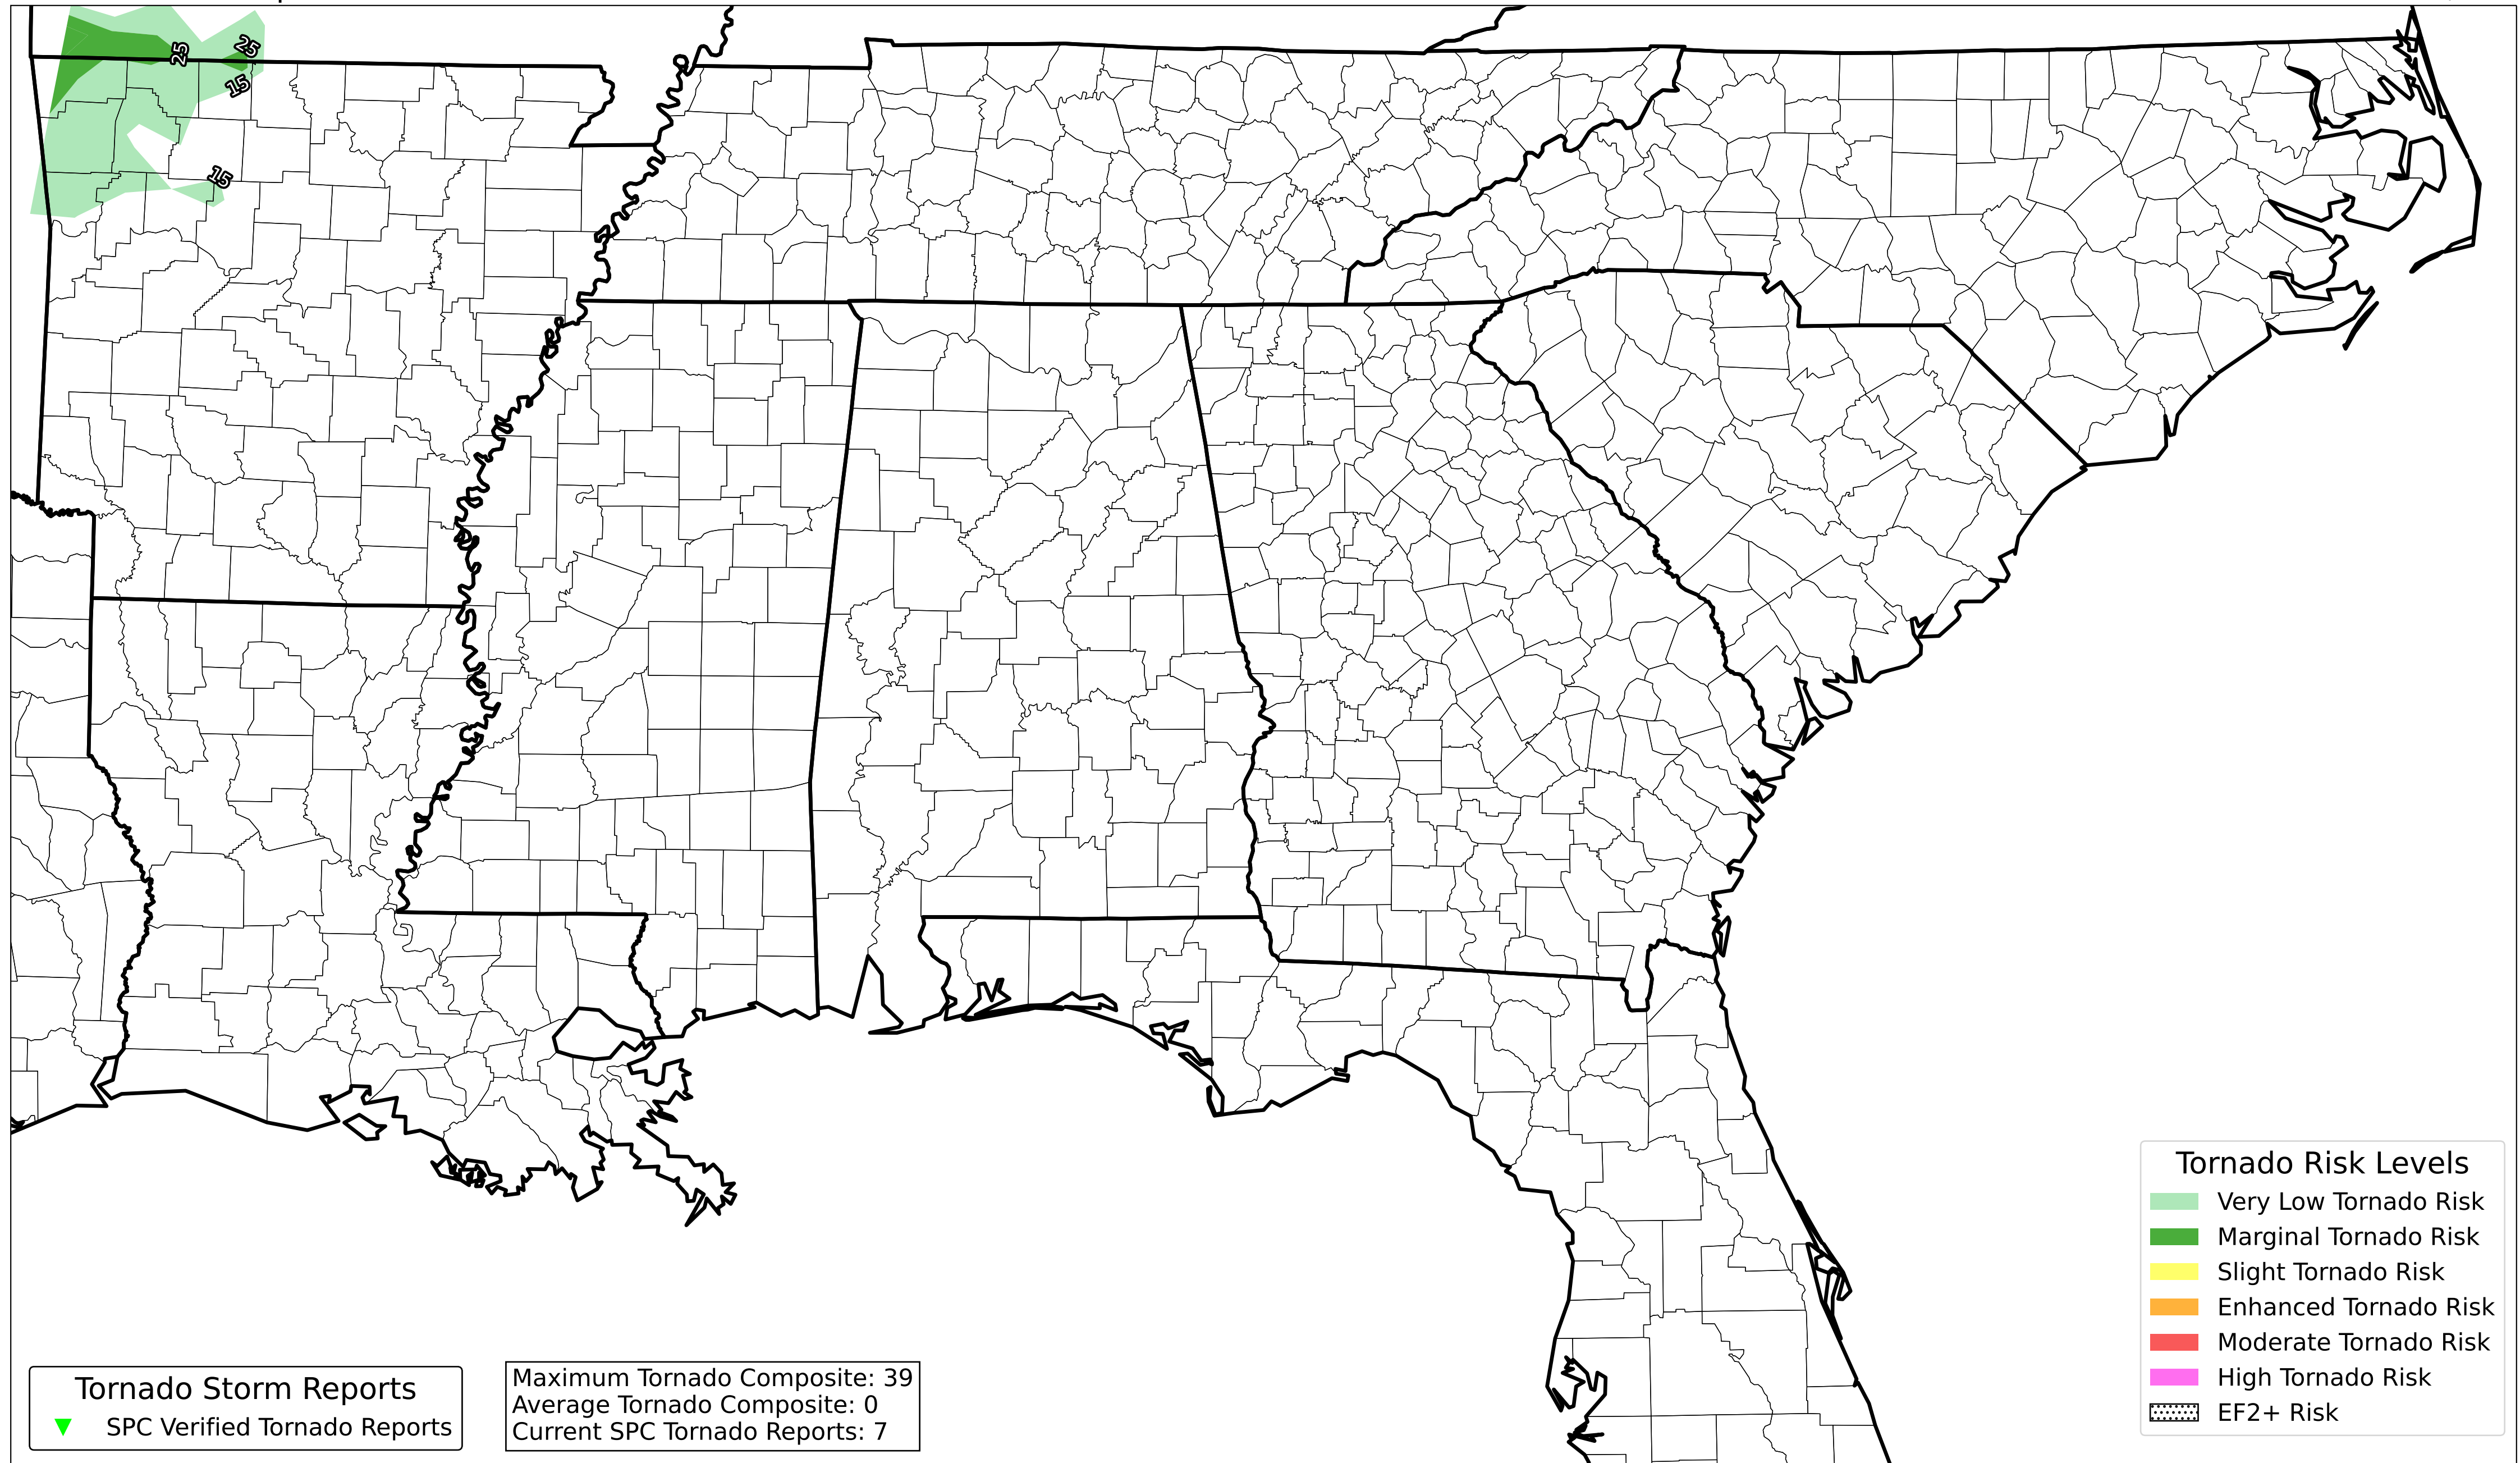 25
25
15
15
Tornado Risk Levels
Very Low Tornado Risk
Marginal Tornado Risk
Slight Tornado Risk
Enhanced Tornado Risk
Moderate Tornado Risk
High Tornado Risk
EF2+ Risk
Tornado Storm Reports
SPC Verified Tornado Reports
Maximum Tornado Composite: 39
Average Tornado Composite: 0
Current SPC Tornado Reports: 7